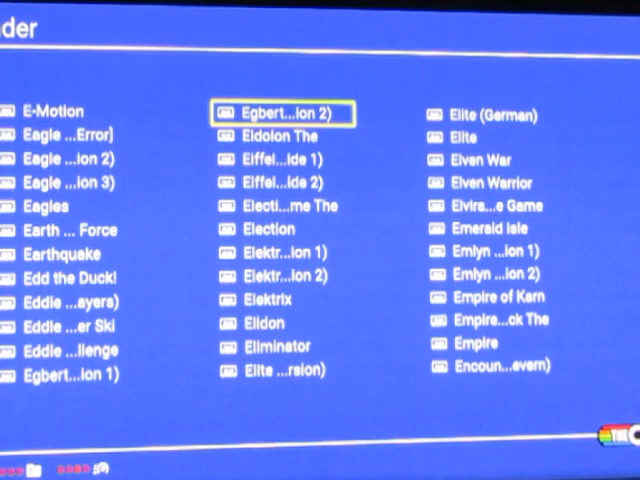 der
E-Motion
Eagle ...Error]
Eagle ...ion 2)
Eagle ...ion 3)
Eagles
Earth ... Force
Earthquake
Edd the Duck!
Eddie ...ayers)
Eddie ...er Ski
Eddie ...llenge
Egbert...ion 1)
Egbert...ion 2)
Eidolon The
Eiffel...ide 1)
Eiffel...ide 2)
Electi...me The
Election
Elektr...ion 1)
Elektr...ion 2)
Elektrix
Elidon
Eliminator
Elite ...rsion)
Elite (German)
Elite
Elven War
Elven Warrior
Elvira...e Game
Emerald Isle
Emlyn ...ion 1)
Emlyn ...ion 2)
Empire of Karn
Empire...ck The
Empire
Encoun...evern)